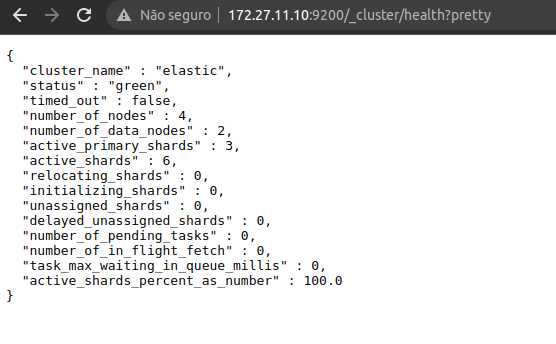 Não seguro | 172.27.11.10:9200/_cluster/health?pretty
{
  "cluster_name" : "elastic",
  "status" : "green",
  "timed_out" : false,
  "number_of_nodes" : 4,
  "number_of_data_nodes" : 2,
  "active_primary_shards" : 3,
  "active_shards" : 6,
  "relocating_shards" : 0,
  "initializing_shards" : 0,
  "unassigned_shards" : 0,
  "delayed_unassigned_shards" : 0,
  "number_of_pending_tasks" : 0,
  "number_of_in_flight_fetch" : 0,
  "task_max_waiting_in_queue_millis" : 0,
  "active_shards_percent_as_number" : 100.0
}